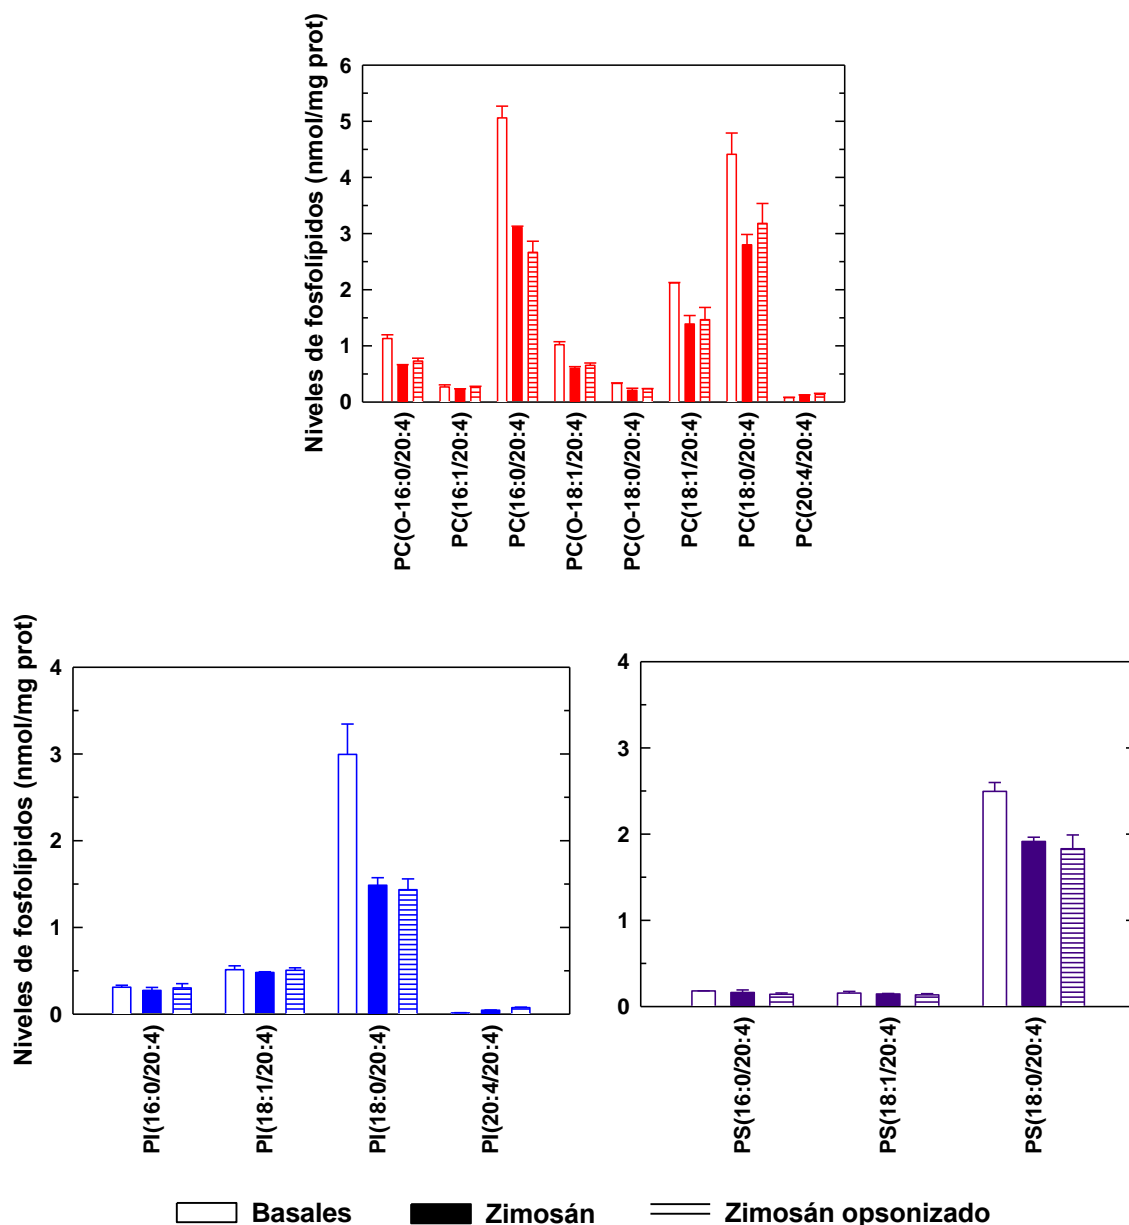 Niveles de fosfolípidos (nmol/mg prot)
6
5
4
3
2
1
0
PC(O-16:0/20:4)
PC(16:1/20:4)
PC(16:0/20:4)
PC(O-18:1/20:4)
PC(O-18:0/20:4)
PC(18:1/20:4)
PC(18:0/20:4)
PC(20:4/20:4)
Niveles de fosfolípidos (nmol/mg prot)
4
3
2
1
0
PI(16:0/20:4)
PI(18:1/20:4)
PI(18:0/20:4)
PI(20:4/20:4)
4
3
2
1
0
PS(16:0/20:4)
PS(18:1/20:4)
PS(18:0/20:4)
Basales
Zimosán
Zimosán opsonizado